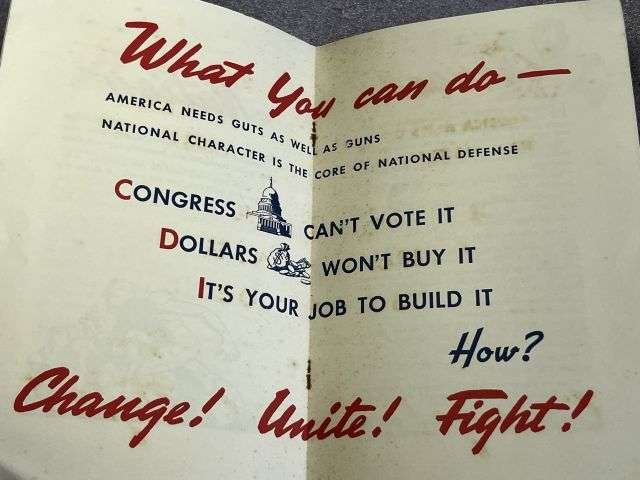 What You can do —
AMERICA NEEDS GUTS AS WELL AS GUNS
NATIONAL CHARACTER IS THE CORE OF NATIONAL DEFENSE
CONGRESS CAN'T VOTE IT
DOLLARS $ WON'T BUY IT
IT'S YOUR JOB TO BUILD IT
How?
Change! Unite! Fight!